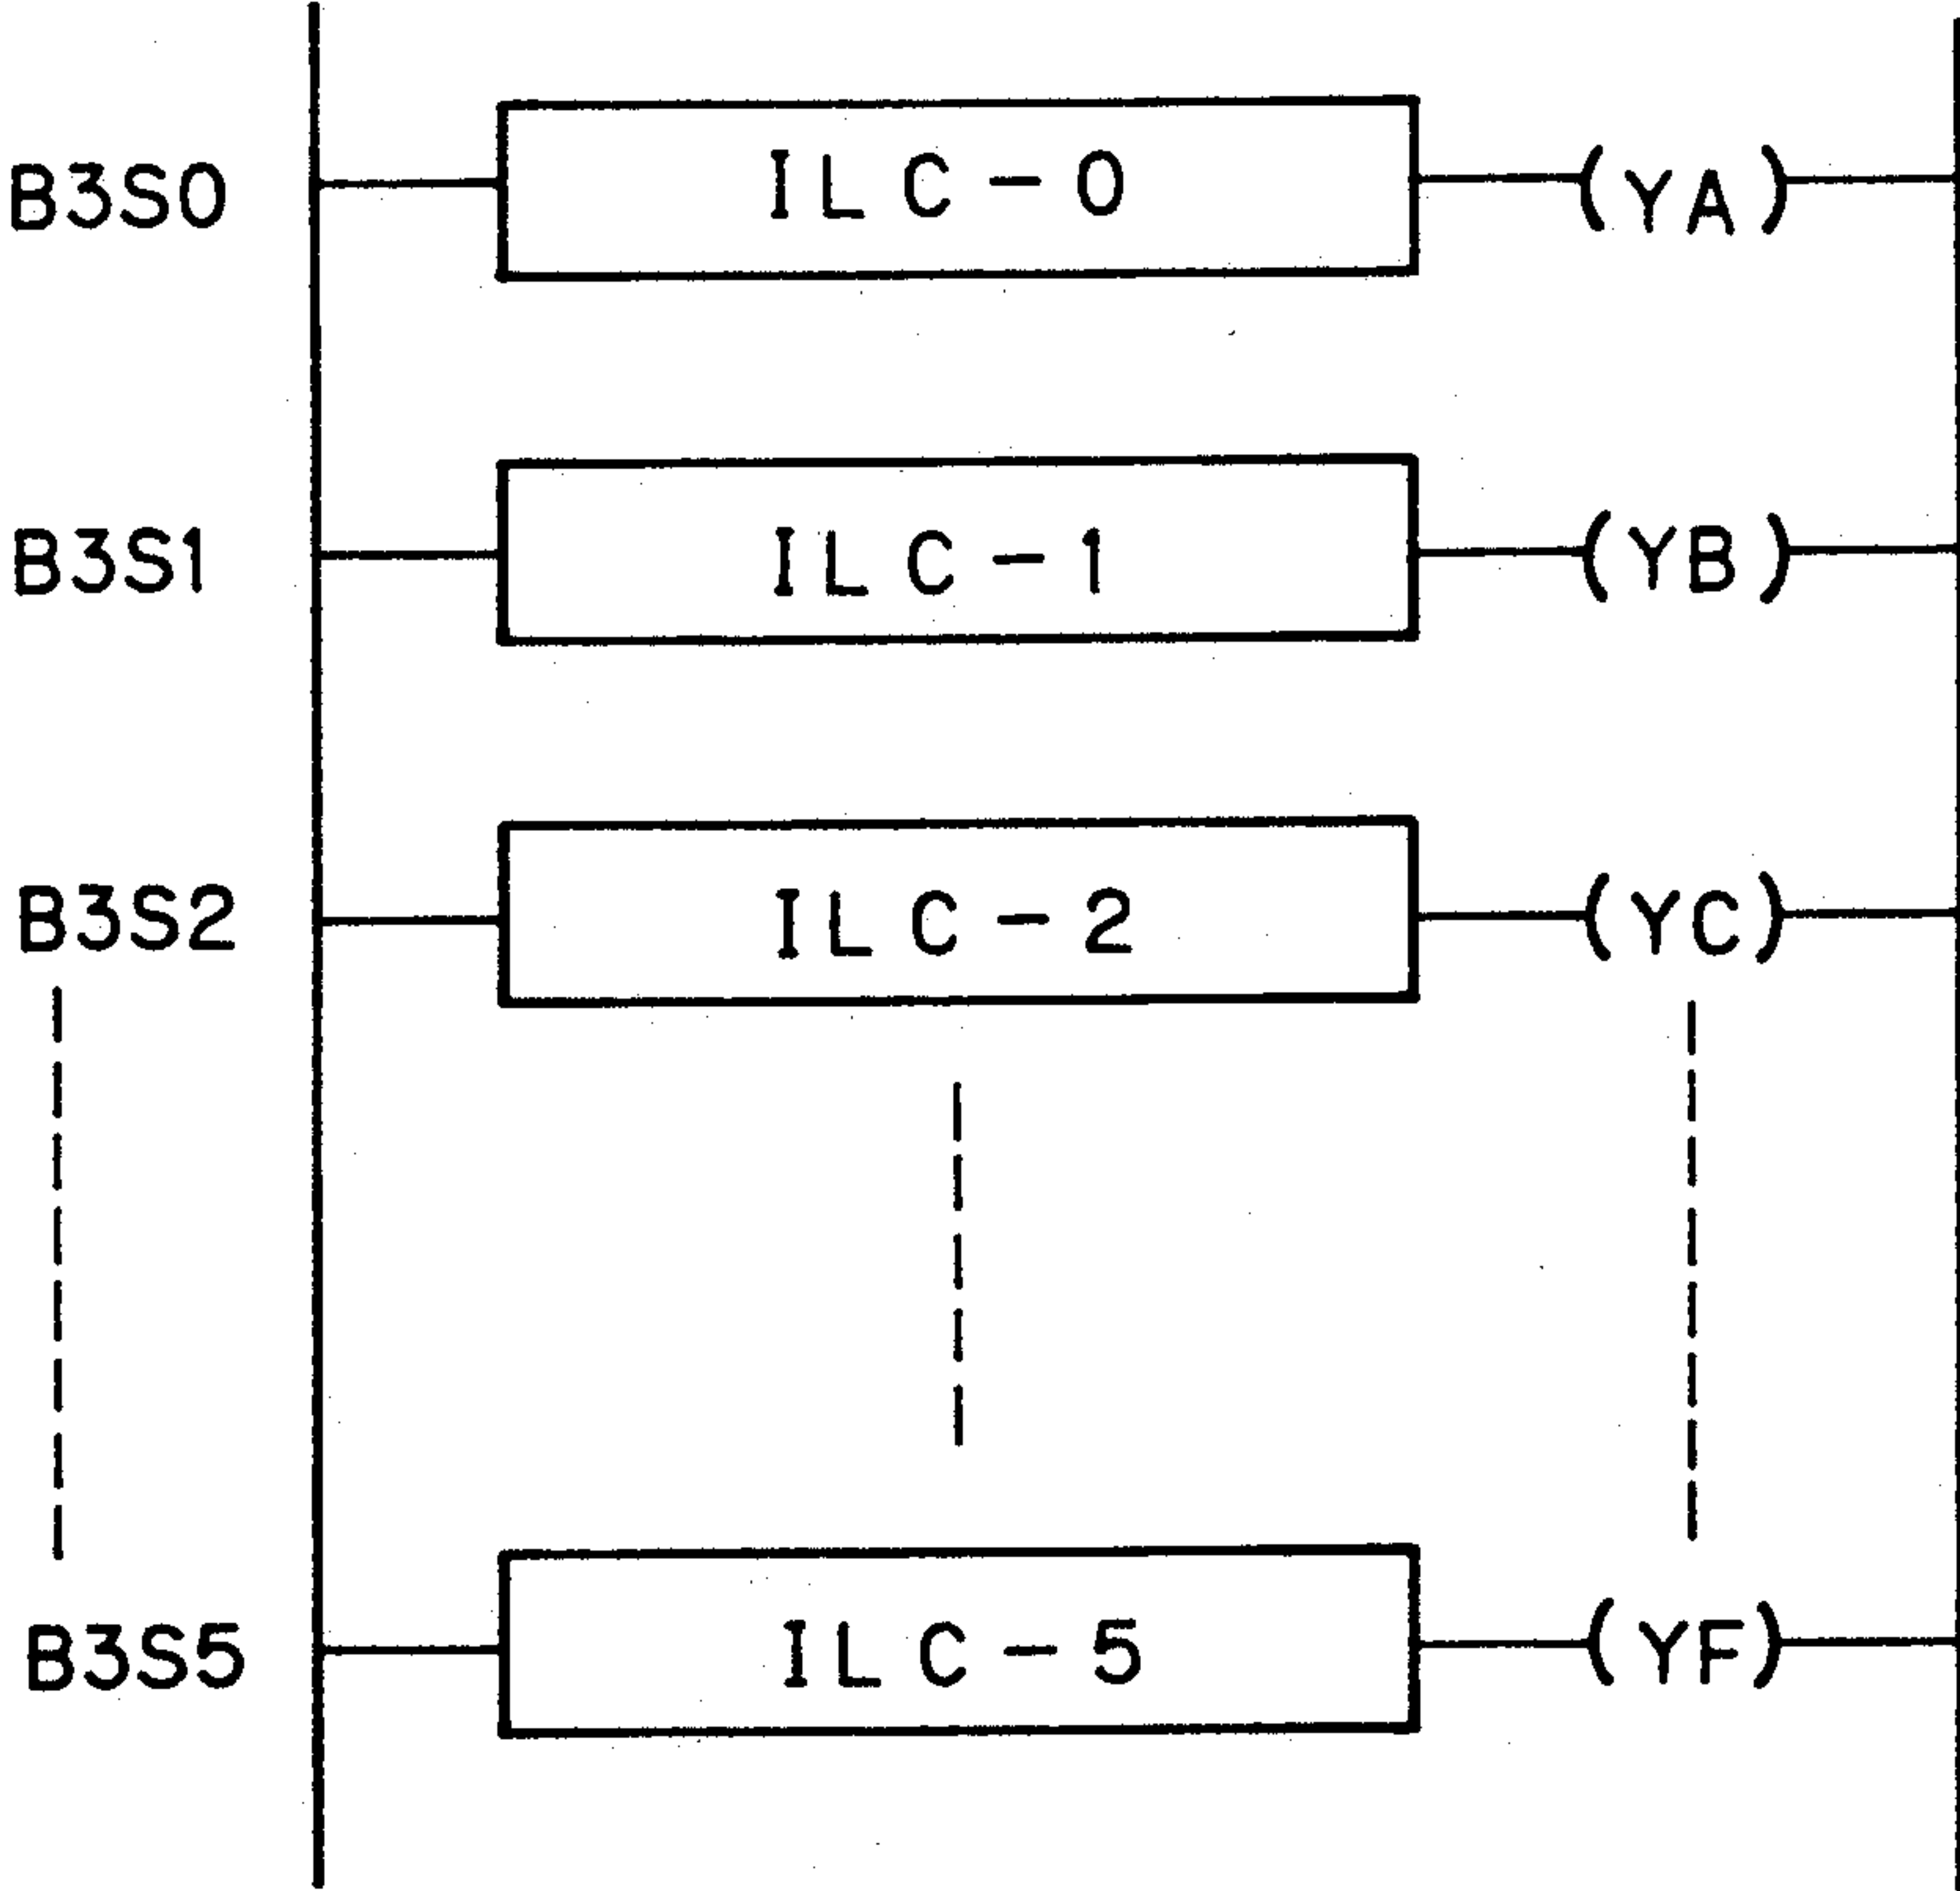 B3S0 ILC-0 (YA)
B3S1 ILC-1 (YB)
B3S2 ILC-2 (YC)
B3S5 ILC-5 (YF)